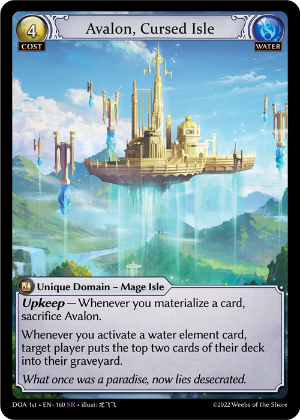 4
Avalon, Cursed Isle
COST
WATER
Unique Domain – Mage Isle
Upkeep — Whenever you materialize a card,
sacrifice Avalon.
Whenever you activate a water element card,
target player puts the top two cards of their deck
into their graveyard.
What once was a paradise, now lies desecrated.
DOA 1st • EN-160 SR • illust:
©2022 Weebs of the Shore